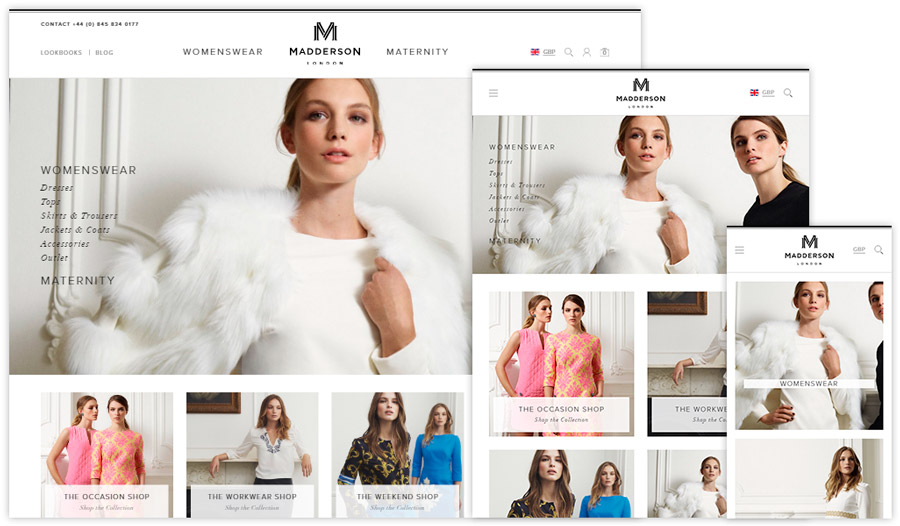 CONTACT +44 (0) 845 834 0177
LOOKBOOKS | BLOG
WOMENSWEAR
MADDERSON
LONDON
MATERNITY
GBP
0
WOMENSWEAR
Dresses
Tops
Skirts & Trousers
Jackets & Coats
Accessories
Outlet
MATERNITY
THE OCCASION SHOP
Shop the Collection
THE WORKWEAR SHOP
Shop the Collection
THE WEEKEND SHOP
Shop the Collection
MADDERSON
LONDON
GBP
WOMENSWEAR
Dresses
Tops
Skirts & Trousers
Jackets & Coats
Accessories
Outlet
MATERNITY
THE OCCASION SHOP
Shop the Collection
THE WORKWE
Shop the
MADDERSON
LONDON
GBP
WOMENSWEAR